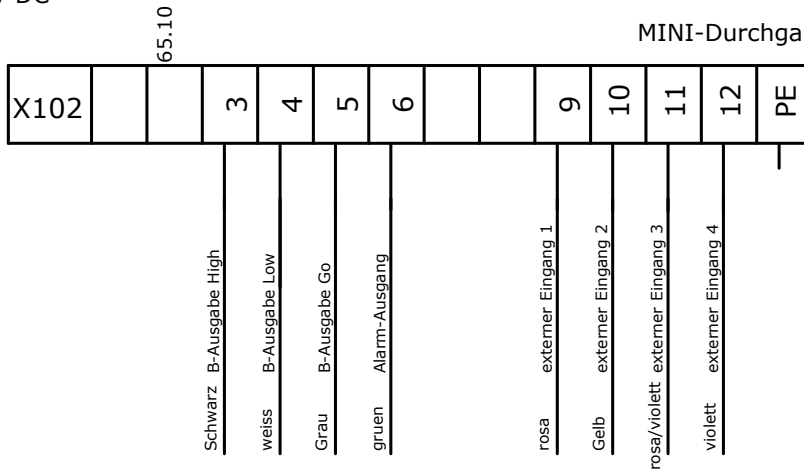 65.10
MINI-Durchga
X102
3
4
5
6
9
10
11
12
PE
Schwarz B-Ausgabe High
weiss B-Ausgabe Low
Grau B-Ausgabe Go
gruen Alarm-Ausgang
rosa externer Eingang 1
Gelb externer Eingang 2
rosa/violett externer Eingang 3
violett externer Eingang 4